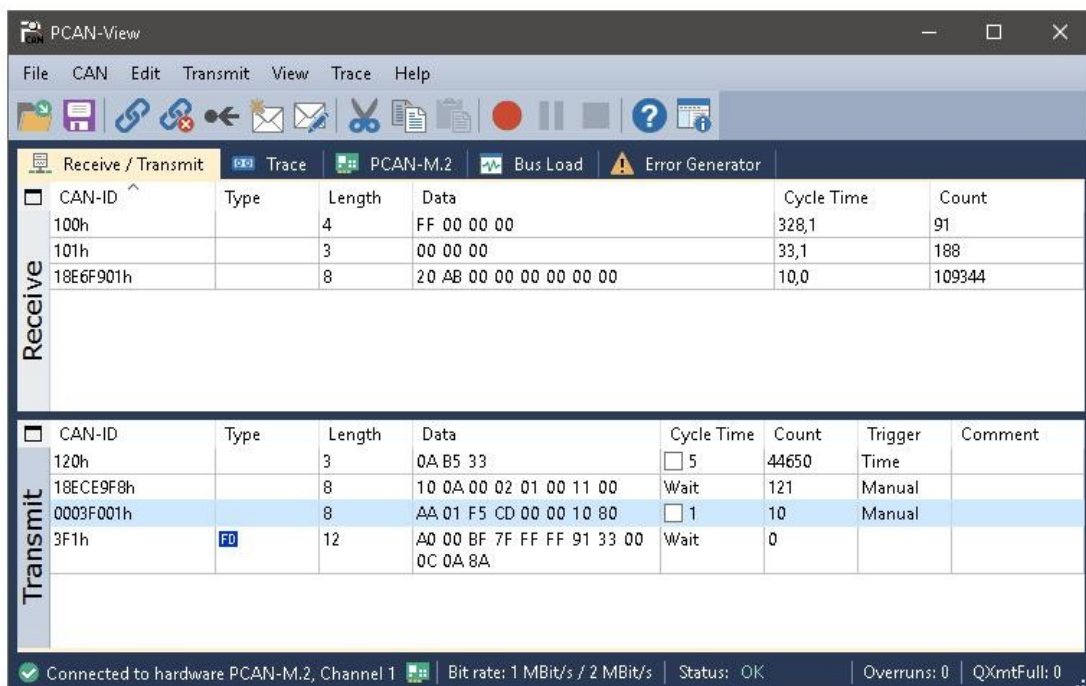 PCAN-View
File CAN Edit Transmit View Trace Help
Receive / Transmit Trace PCAN-M.2 Bus Load Error Generator
Receive
CAN-ID Type Length Data Cycle Time Count
100h 4 FF 00 00 00 328,1 91
101h 3 00 00 00 33,1 188
18E6F901h 8 20 AB 00 00 00 00 00 00 10,0 109344
Transmit
CAN-ID Type Length Data Cycle Time Count Trigger Comment
120h 3 0A B5 33 5 44650 Time
18ECE9F8h 8 10 0A 00 02 01 00 11 00 Wait 121 Manual
0003F001h 8 AA 01 F5 CD 00 00 10 80 1 10 Manual
3F1h FD 12 A0 00 BF 7F FF FF 91 33 00 Wait 0
0C 0A 8A
Connected to hardware PCAN-M.2, Channel 1 Bit rate: 1 MBit/s / 2 MBit/s Status: OK Overruns: 0 QXmtFull: 0